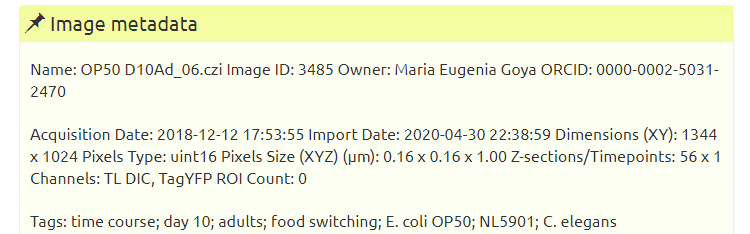 Image metadata
Name: OP50 D10Ad_06.czi Image ID: 3485 Owner: Maria Eugenia Goya ORCID: 0000-0002-5031-
2470
Acquisition Date: 2018-12-12 17:53:55 Import Date: 2020-04-30 22:38:59 Dimensions (XY): 1344
x 1024 Pixels Type: uint16 Pixels Size (XYZ) (µm): 0.16 x 0.16 x 1.00 Z-sections/Timepoints: 56 x 1
Channels: TL DIC, TagYFP ROI Count: 0
Tags: time course; day 10; adults; food switching; E. coli OP50; NL5901; C. elegans